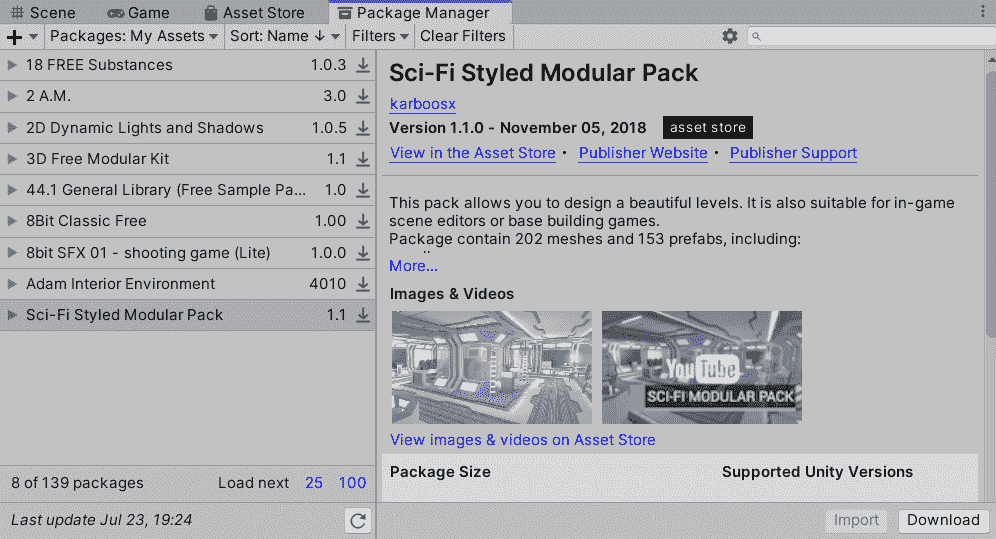 Scene Game Asset Store Package Manager
Packages: My Assets Sort: Name ↓ Filters Clear Filters
18 FREE Substances 1.0.3
2 A.M. 3.0
2D Dynamic Lights and Shadows 1.0.5
3D Free Modular Kit 1.1
44.1 General Library (Free Sample Pa... 1.0
8Bit Classic Free 1.00
8bit SFX 01 - shooting game (Lite) 1.0.0
Adam Interior Environment 4010
Sci-Fi Styled Modular Pack 1.1
8 of 139 packages Load next 25 100
Last update Jul 23, 19:24
Sci-Fi Styled Modular Pack
karboosx
Version 1.1.0 - November 05, 2018 asset store
View in the Asset Store • Publisher Website • Publisher Support
This pack allows you to design a beautiful levels. It is also suitable for in-game
scene editors or base building games.
Package contain 202 meshes and 153 prefabs, including:
More...
Images & Videos
YouTube
SCI-FI MODULAR PACK
View images & videos on Asset Store
Package Size Supported Unity Versions
Import Download